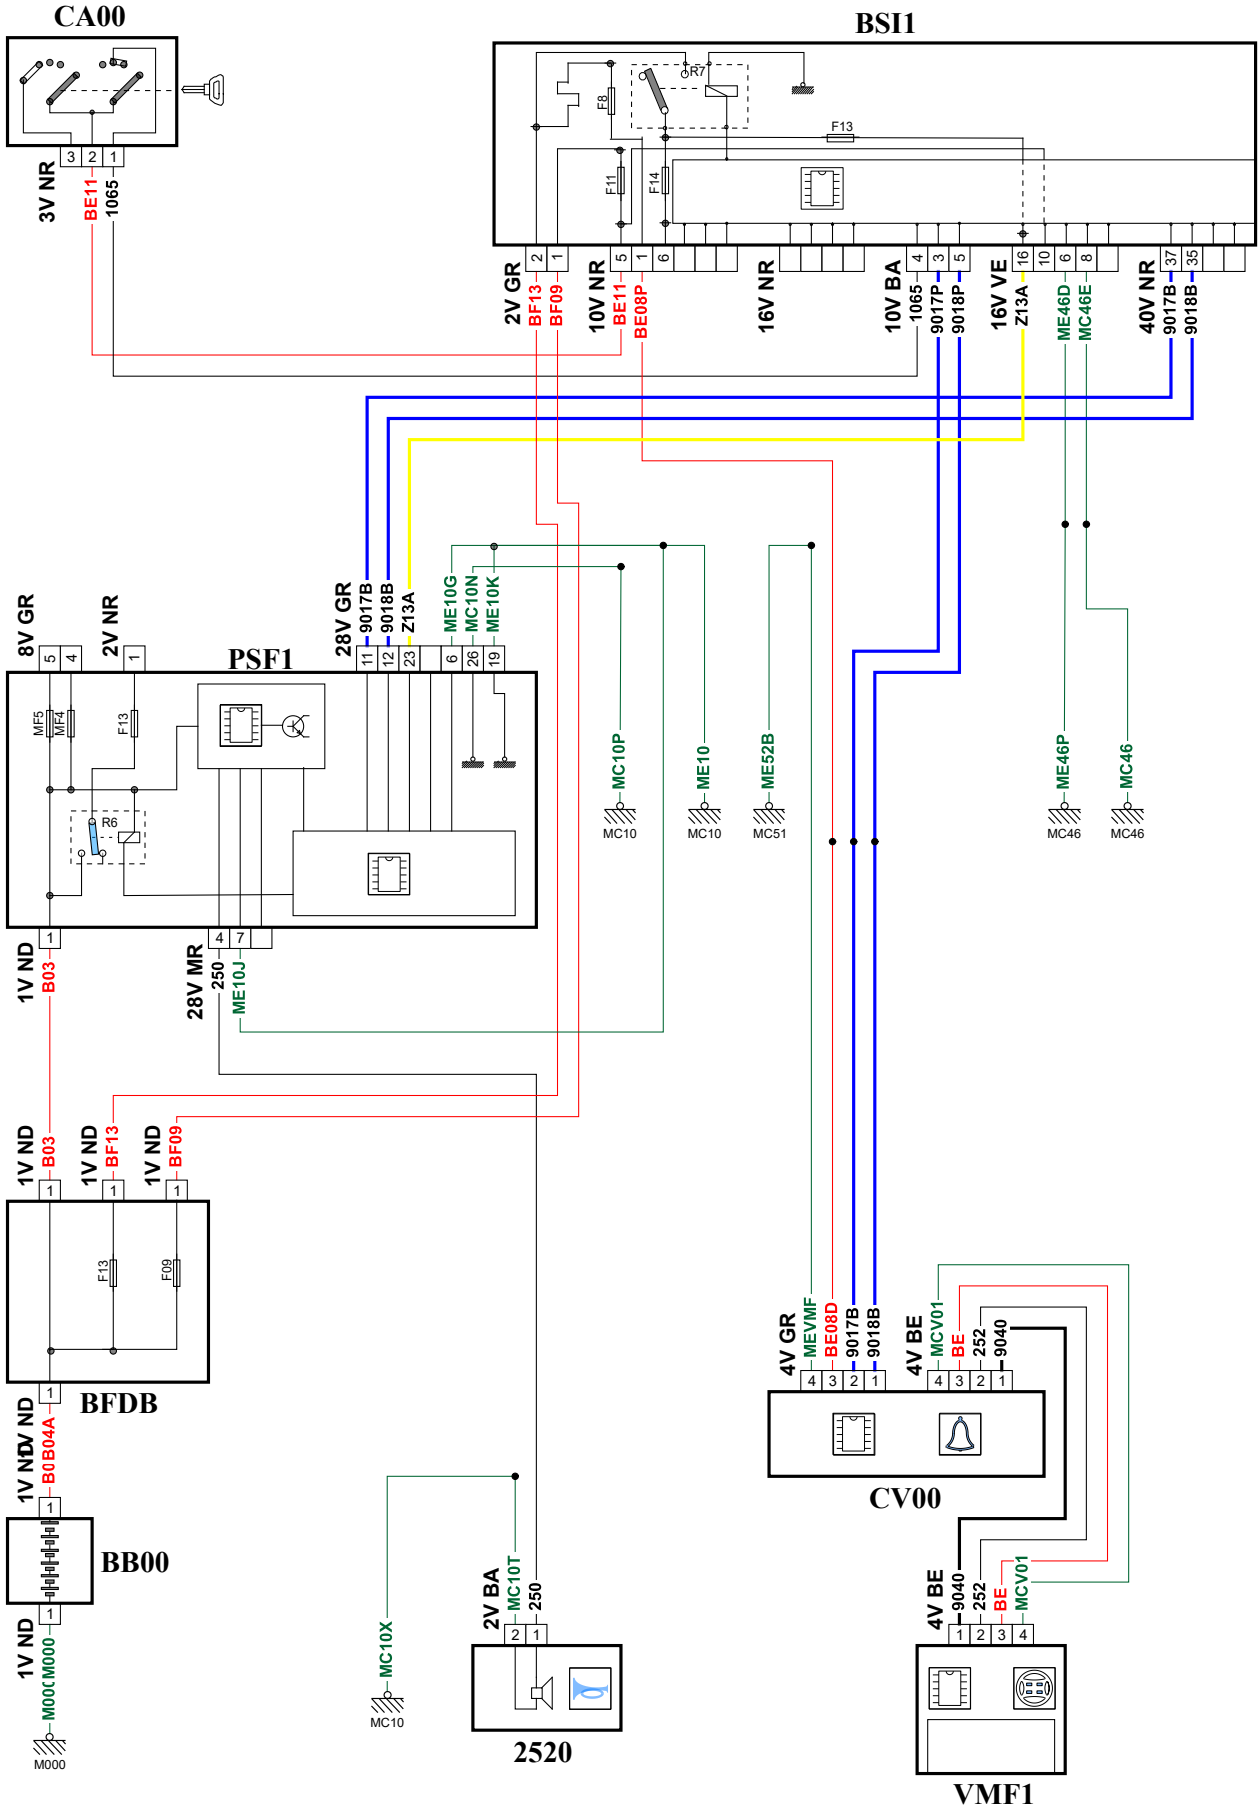 CA00
BSI1
R7
F8
F13
F11
F14
3 2 1
3V NR
BE11
1065
2 1
5 1 6
4 3 5
16 10 6 8
37 35
2V GR
BF13
BF09
10V NR
BE11
BE08P
16V NR
10V BA
1065
9017P
9018P
16V VE
Z13A
ME46D
MC46E
40V NR
9017B
9018B
8V GR
5 4
2V NR
1
PSF1
28V GR
9017B
9018B
Z13A
ME10G
MC10N
ME10K
11 12 23 6 26 19
MF5
MF4
F13
R6
MC10P
MC10
ME10
MC10
ME52B
MC51
ME46P
MC46
MC46
MC46
1
4 7
1V ND
B03
28V MR
250
ME10J
1V ND
B03
1V ND
BF13
1V ND
BF09
1 1 1
F13
F09
1
BFDB
1V ND
B04A
1V ND
B0
1
BB00
1
1V ND
M000
M000
M000
4V GR
MEVMF
BE08D
9017B
9018B
4V BE
MCV01
BE
252
9040
4 3 2 1
4 3 2 1
CV00
MC10X
MC10
2V BA
MC10T
250
2 1
2520
4V BE
9040
252
BE
MCV01
1 2 3 4
VMF1